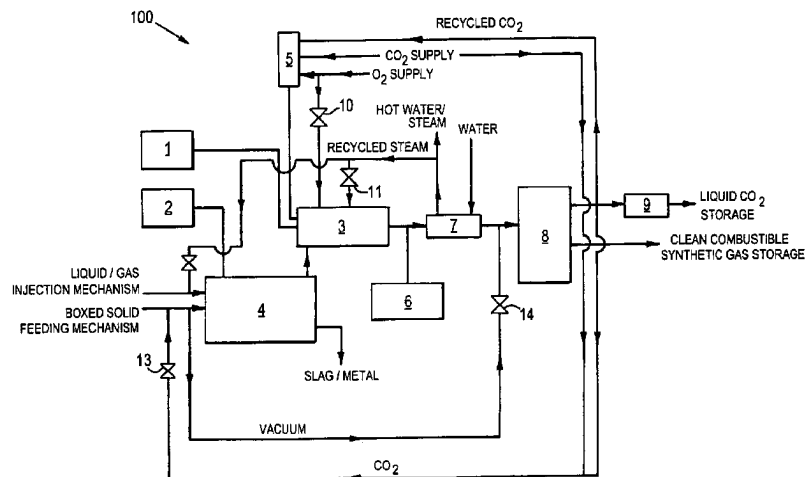 100
RECYCLED CO2
5
CO2 SUPPLY
O2 SUPPLY
10
HOT WATER/
STEAM
WATER
1
RECYCLED STEAM
11
2
3
7
8
9
LIQUID CO2
STORAGE
CLEAN COMBUSTIBLE
SYNTHETIC GAS STORAGE
LIQUID / GAS
INJECTION MECHANISM
BOXED SOLID
FEEDING MECHANISM
4
6
14
13
SLAG / METAL
VACUUM
CO2